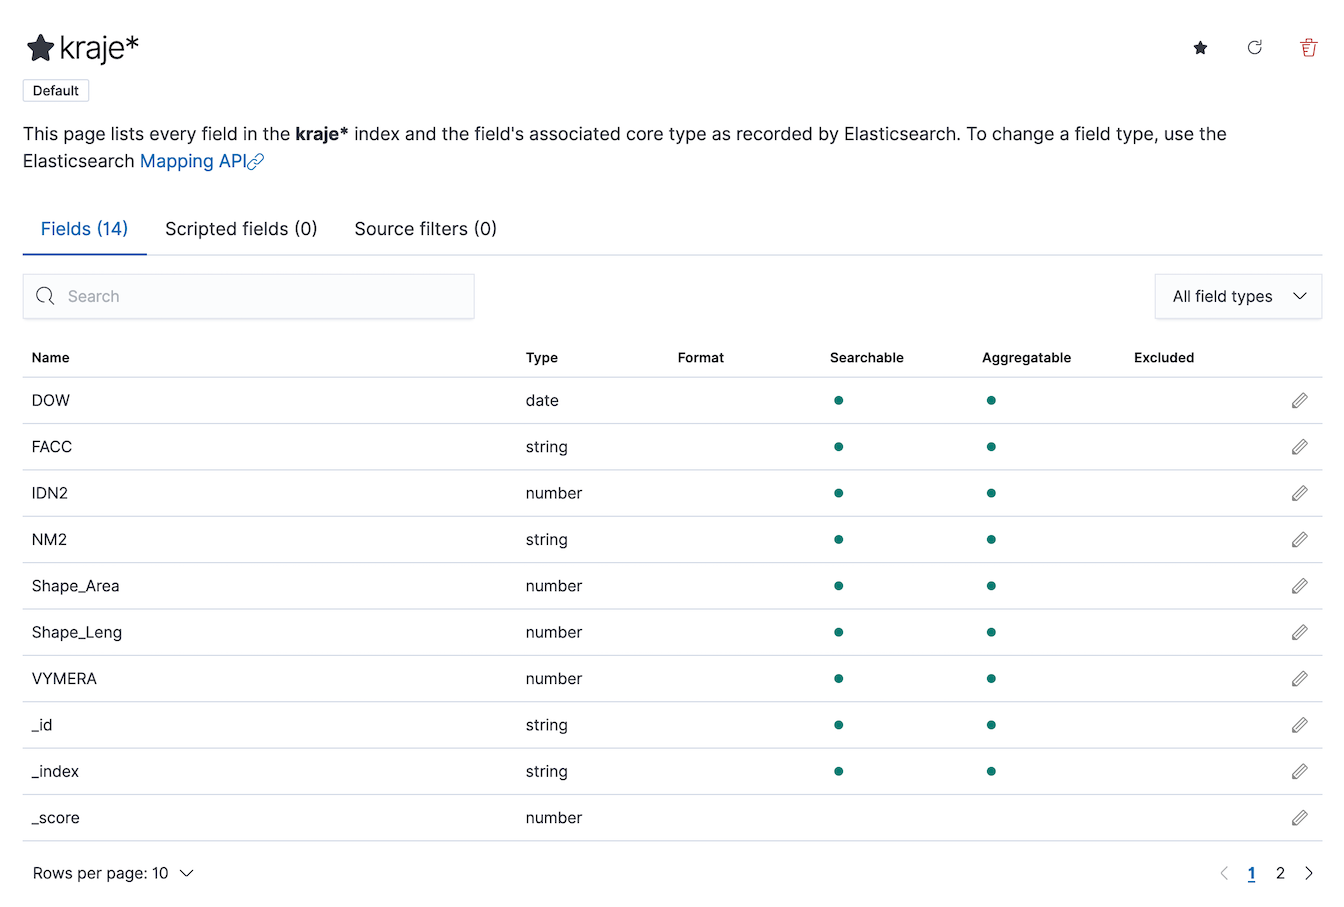 kraje*
Default
This page lists every field in the kraje* index and the field's associated core type as recorded by Elasticsearch. To change a field type, use the
Elasticsearch Mapping API
Fields (14) Scripted fields (0) Source filters (0)
Search All field types
Name Type Format Searchable Aggregatable Excluded
DOW date
FACC string
IDN2 number
NM2 string
Shape_Area number
Shape_Leng number
VYMERA number
_id string
_index string
_score number
Rows per page: 10 1 2